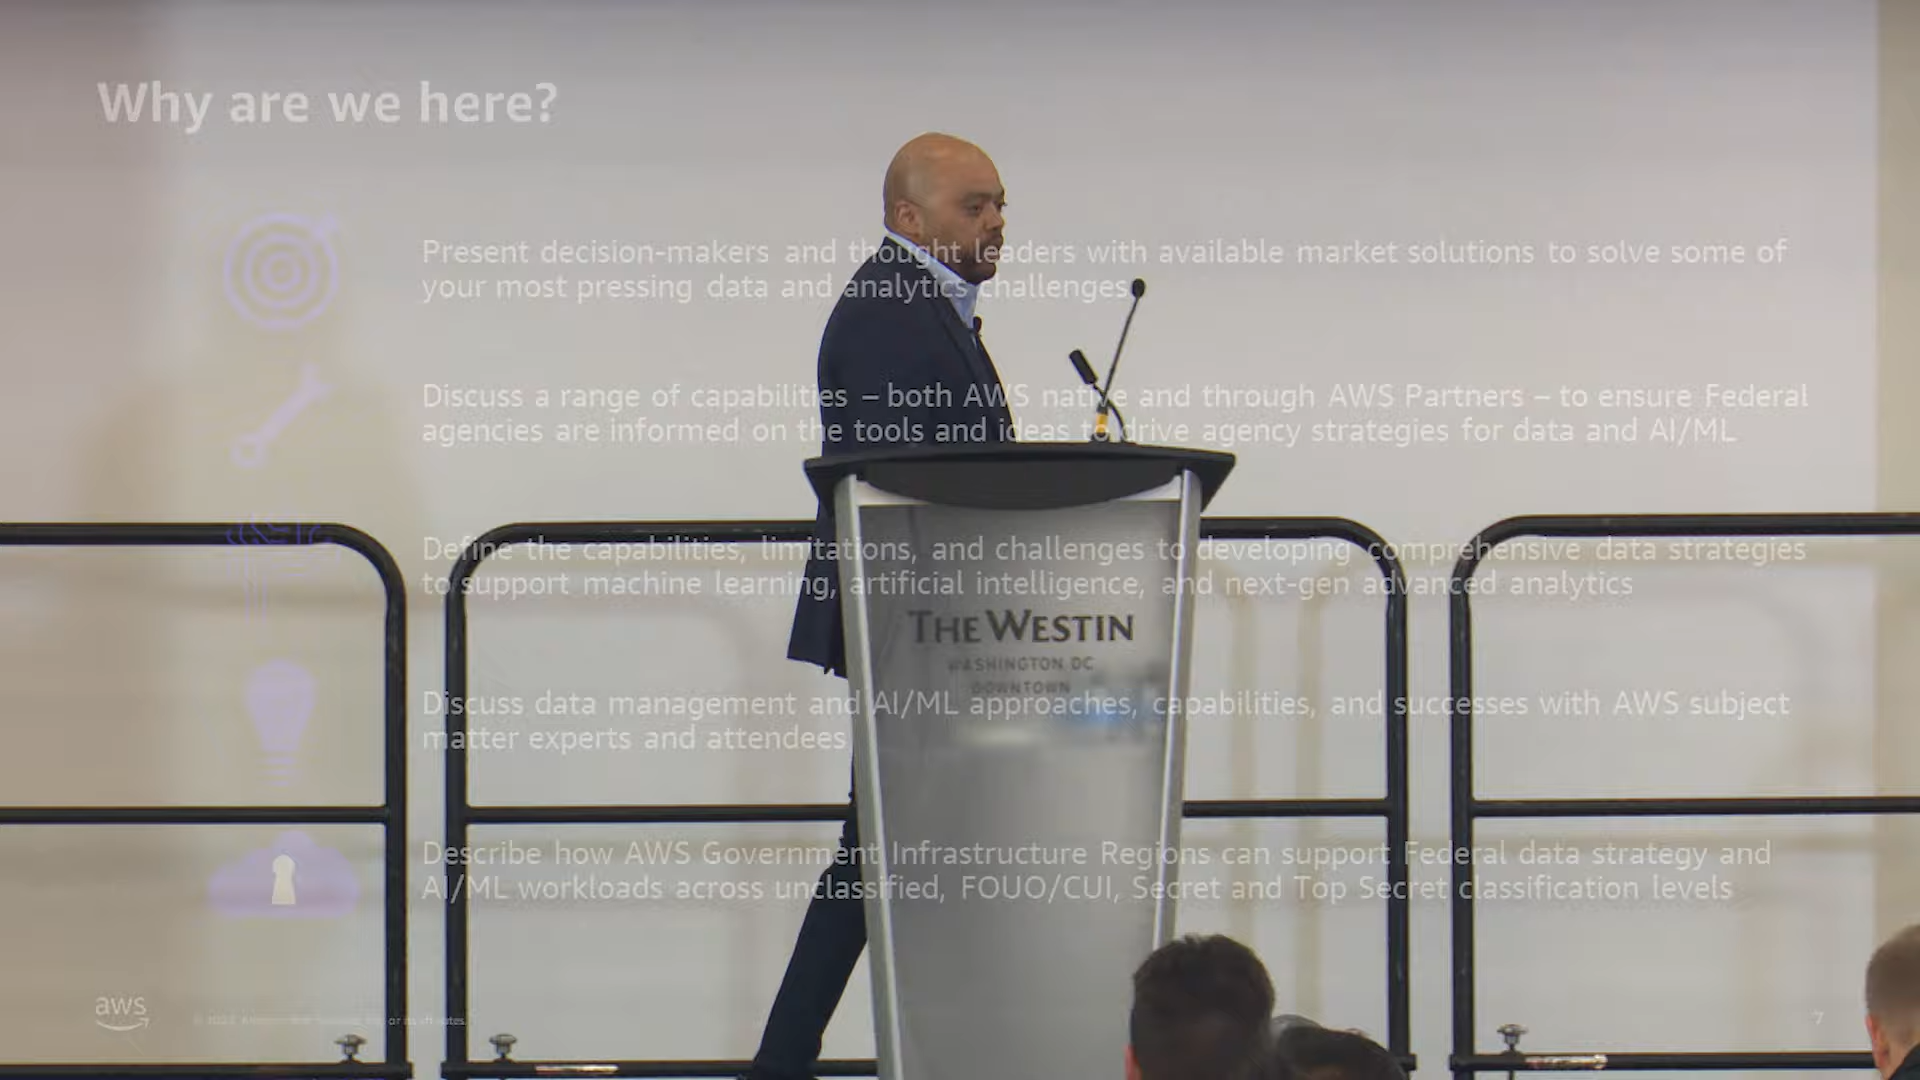 Why are we here?
Present decision-makers and thought leaders with available market solutions to solve some of
your most pressing data and analytics challenges
Discuss a range of capabilities – both AWS native and through AWS Partners – to ensure Federal
agencies are informed on the tools and ideas to drive agency strategies for data and AI/ML
Define the capabilities, limitations, and challenges to developing comprehensive data strategies
to support machine learning, artificial intelligence, and next-gen advanced analytics
THE WESTIN
WASHINGTON DC
DOWNTOWN
Discuss data management and AI/ML approaches, capabilities, and successes with AWS subject
matter experts and attendees
Describe how AWS Government Infrastructure Regions can support Federal data strategy and
AI/ML workloads across unclassified, FOUO/CUI, Secret and Top Secret classification levels
aws
7